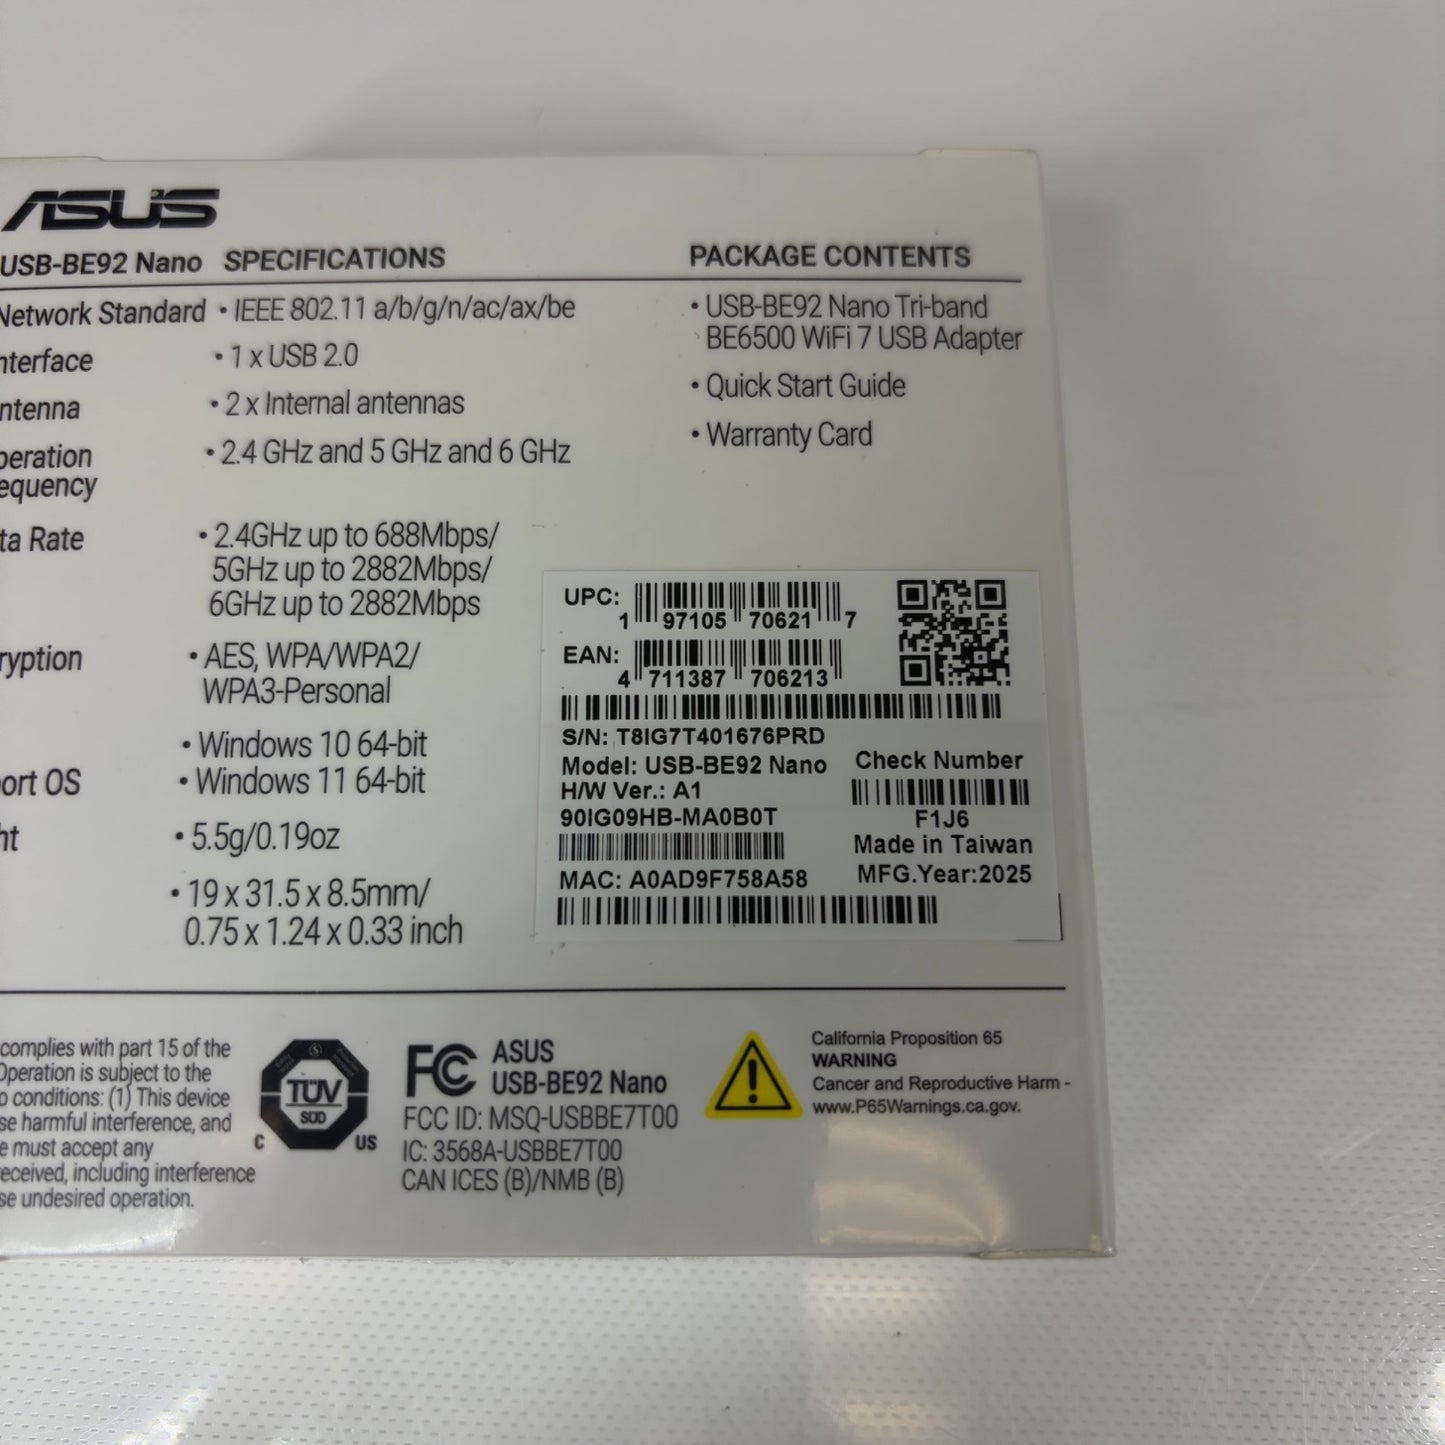 ASUS
USB-BE92 Nano SPECIFICATIONS
Network Standard • IEEE 802.11 a/b/g/n/ac/ax/be
nterface • 1 x USB 2.0
ntenna • 2 x Internal antennas
peration • 2.4 GHz and 5 GHz and 6 GHz
equency
ta Rate • 2.4GHz up to 688Mbps/
5GHz up to 2882Mbps/
6GHz up to 2882Mbps
ryption • AES, WPA/WPA2/
WPA3-Personal
• Windows 10 64-bit
ort OS • Windows 11 64-bit
ht • 5.5g/0.19oz
• 19 x 31.5 x 8.5mm/
0.75 x 1.24 x 0.33 inch
PACKAGE CONTENTS
• USB-BE92 Nano Tri-band
BE6500 WiFi 7 USB Adapter
• Quick Start Guide
• Warranty Card
UPC: 1 97105 70621 7
EAN: 4 711387 706213
S/N: T8IG7T401676PRD
Model: USB-BE92 Nano
H/W Ver.: A1
90IG09HB-MA0B0T
MAC: A0AD9F758A58
Check Number
F1J6
Made in Taiwan
MFG.Year:2025
complies with part 15 of the
Operation is subject to the
o conditions: (1) This device
se harmful interference, and
e must accept any
received, including interference
se undesired operation.
TÜV
SÜD
C US
FC ASUS
USB-BE92 Nano
FCC ID: MSQ-USBBE7T00
IC: 3568A-USBBE7T00
CAN ICES (B)/NMB (B)
California Proposition 65
WARNING
Cancer and Reproductive Harm -
www.P65Warnings.ca.gov.